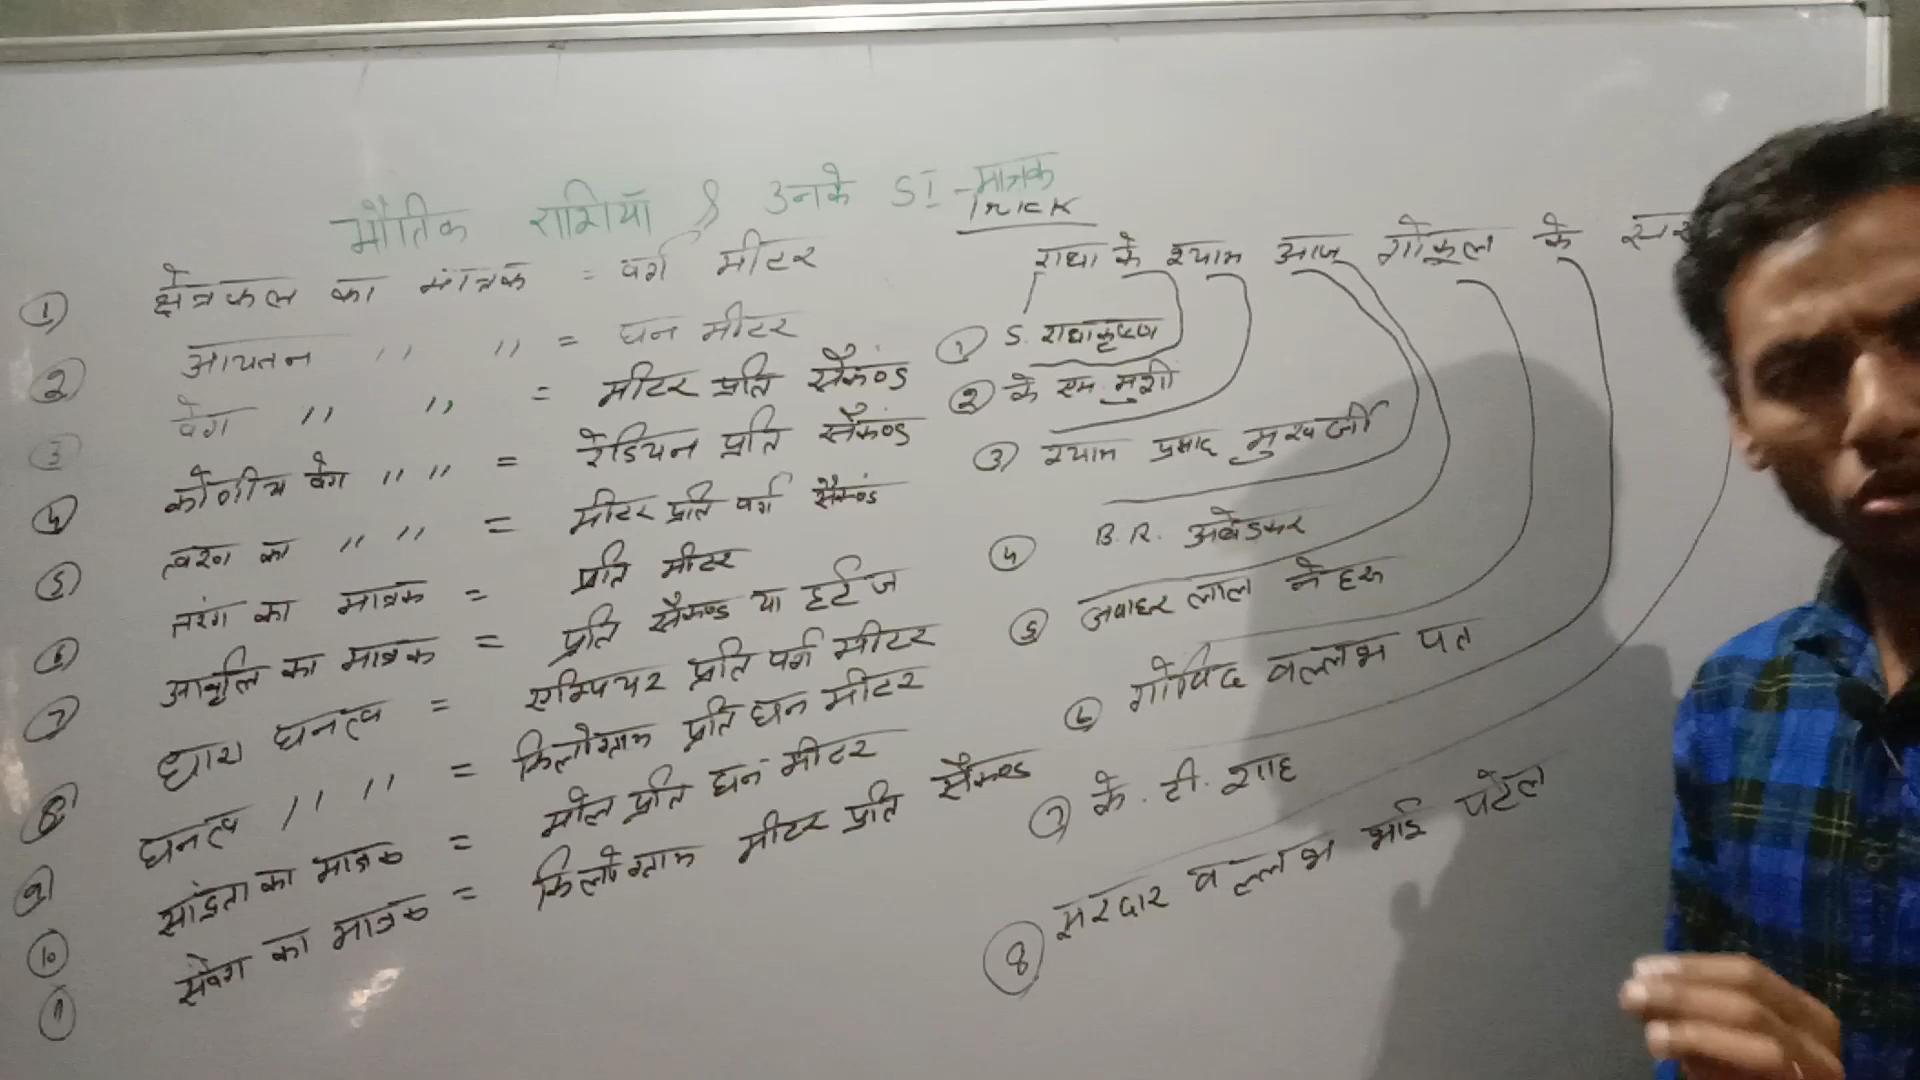 भौतिक राशियाँ & उनके SI-मात्रक
① क्षेत्रफल का मात्रक = वर्ग मीटर
② आयतन '' '' = घन मीटर
③ वेग '' '' = मीटर प्रति सैकंण्ड
④ कोणीय वेग '' '' = रेडियन प्रति सैकंण्ड
⑤ त्वरण का '' '' = मीटर प्रति वर्ग सैकंण्ड
⑥ तरंग का मात्रक = प्रति मीटर
⑦ आवृत्ति का मात्रक = प्रति सैकण्ड या हर्टज
⑧ धारा घनत्व = एम्पियर प्रति वर्ग मीटर
⑨ घनत्व '' '' = किलोग्राम प्रति घन मीटर
⑩ सांद्रता का मात्रक = मोल प्रति घन मीटर
⑪ संवेग का मात्रक = किलोग्राम मीटर प्रति सैकण्ड
Trick
राधा के श्याम आज गोकूल के
① S. राधाकृष्ण
② के एम. मुशी
③ श्याम प्रसाद मुखर्जी
④ B.R. अबेडकर
⑤ जवाहर लाल नेहरू
⑥ गोविंद वल्लभ पत
⑦ के. टी. शाह
⑧ सरदार वल्लभ भाई पटेल